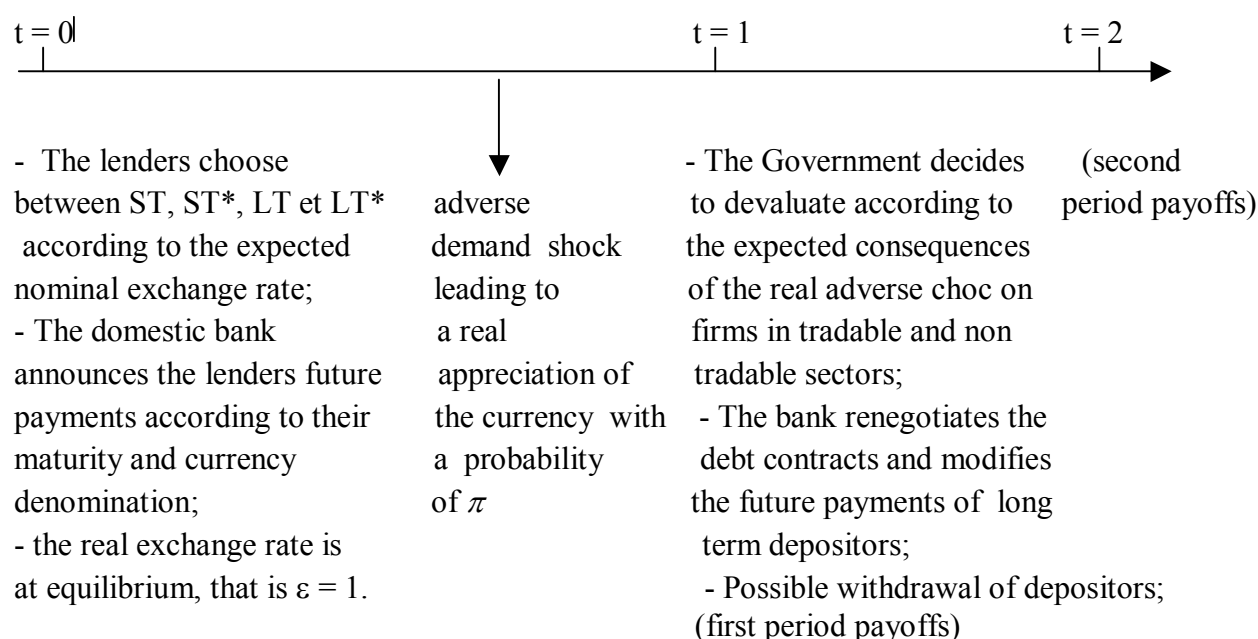 t = 0
t = 1
t = 2
- The lenders choose
between ST, ST*, LT et LT*
according to the expected
nominal exchange rate;
- The domestic bank
announces the lenders future
payments according to their
maturity and currency
denomination;
- the real exchange rate is
at equilibrium, that is ε = 1.
adverse
demand shock
leading to
a real
appreciation of
the currency with
a probability
of π
- The Government decides
to devaluate according to
the expected consequences
of the real adverse choc on
firms in tradable and non
tradable sectors;
- The bank renegotiates the
debt contracts and modifies
the future payments of long
term depositors;
- Possible withdrawal of depositors;
(first period payoffs)
(second
period payoffs)